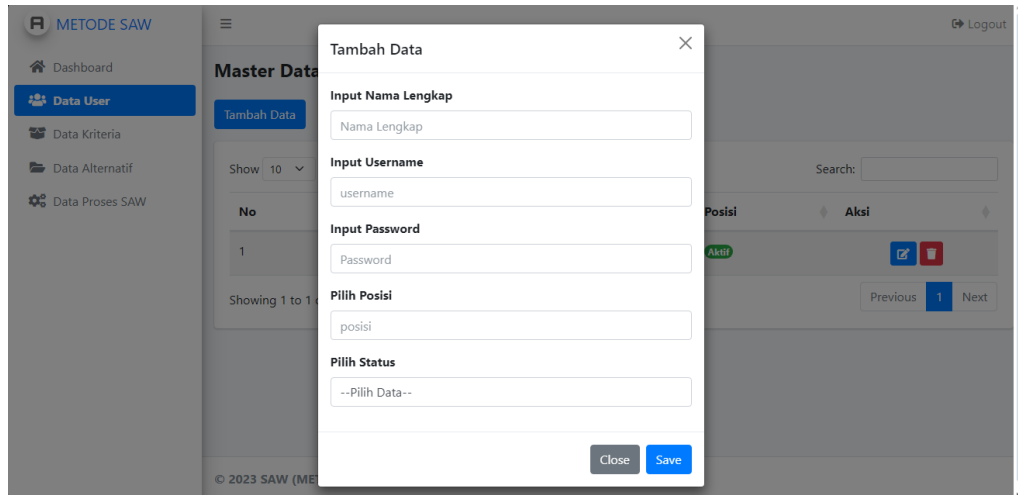 METODE SAW
Logout
Dashboard
Data User
Data Kriteria
Data Alternatif
Data Proses SAW
Master Data
Tambah Data
Show 10
Search:
No
Posisi
Aksi
1
Aktif
Showing 1 to 1
Previous 1 Next
© 2023 SAW
Tambah Data
Input Nama Lengkap
Nama Lengkap
Input Username
username
Input Password
Password
Pilih Posisi
posisi
Pilih Status
--Pilih Data--
Close Save